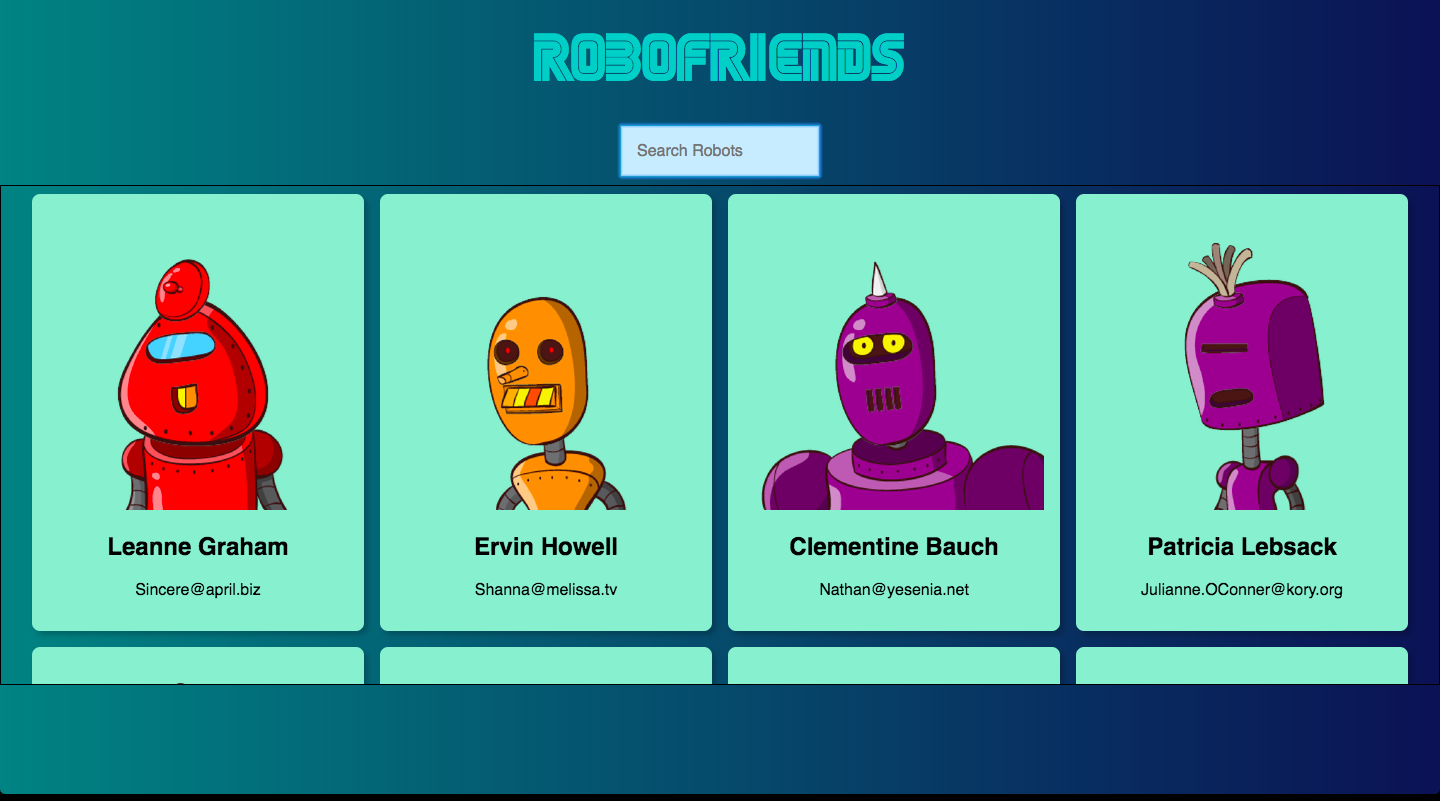 ROBOFRIENDS
Search Robots
Leanne Graham
Ervin Howell
Clementine Bauch
Patricia Lebsack
Sincere@april.biz
Shanna@melissa.tv
Nathan@yesenia.net
Julianne.OConner@kory.org